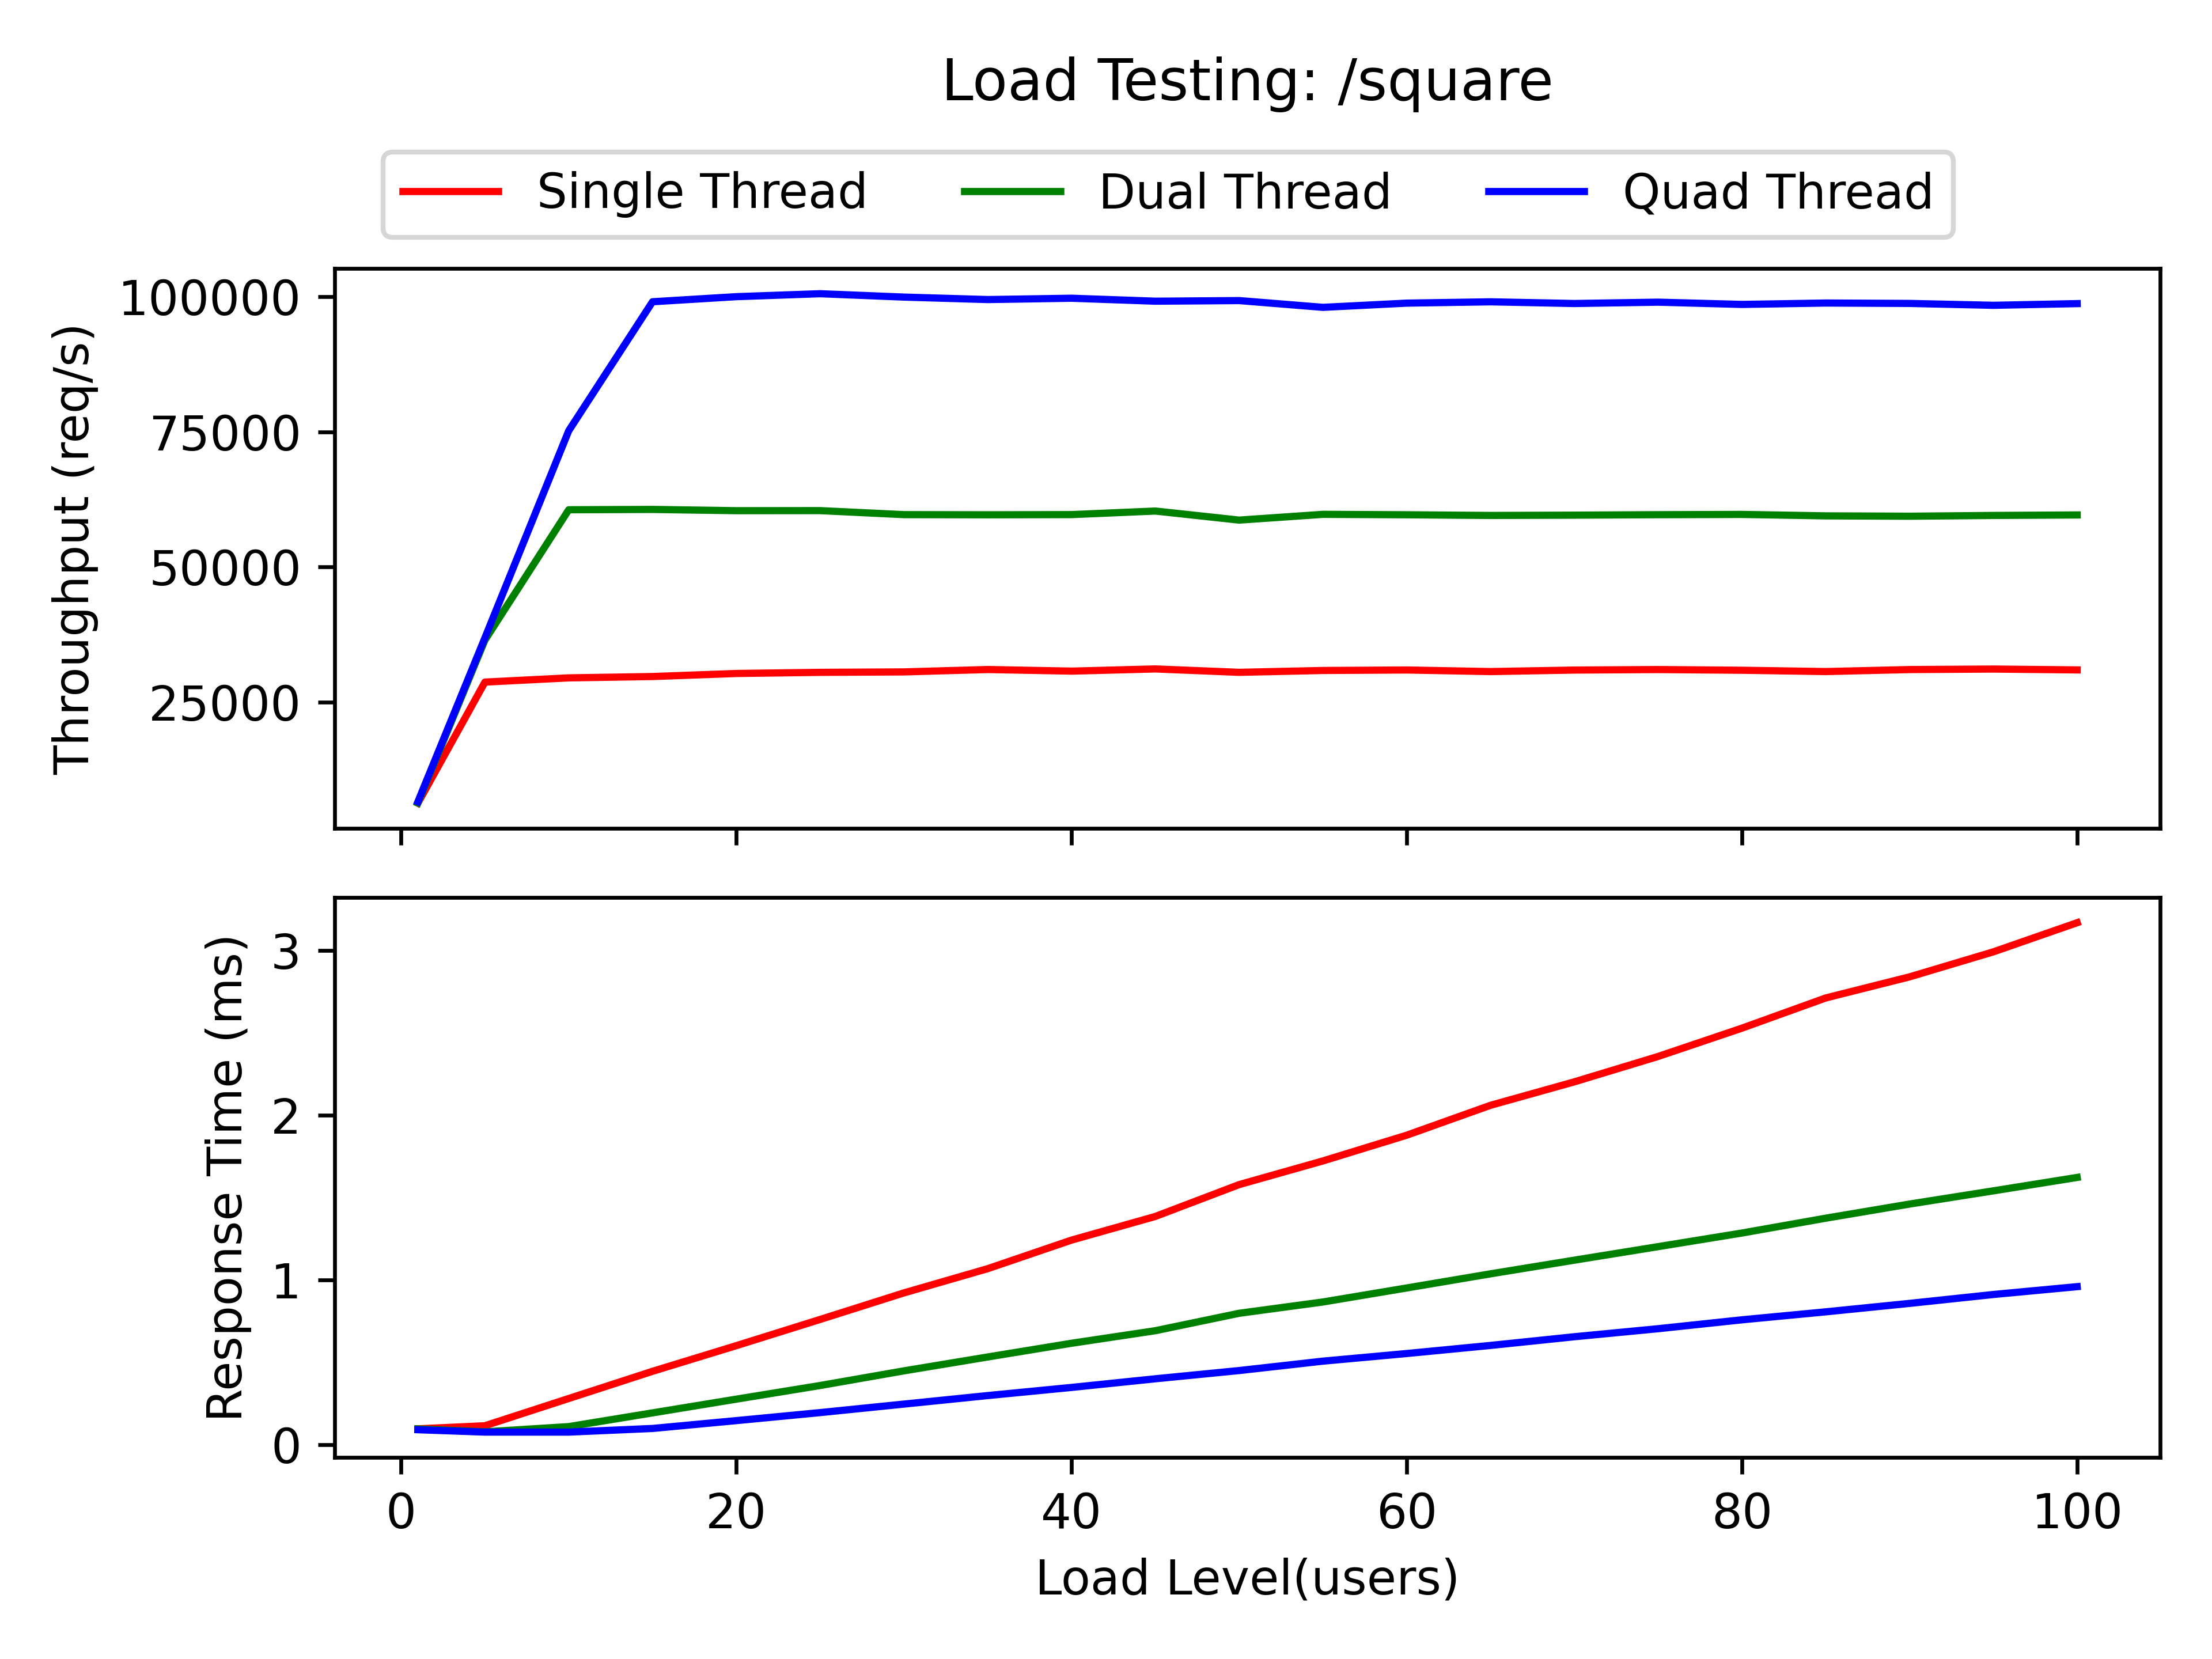 Load Testing: /square
Single Thread Dual Thread Quad Thread
Throughput (req/s)
100000
75000
50000
25000
Response Time (ms)
3
2
1
0
0 20 40 60 80 100
Load Level(users)